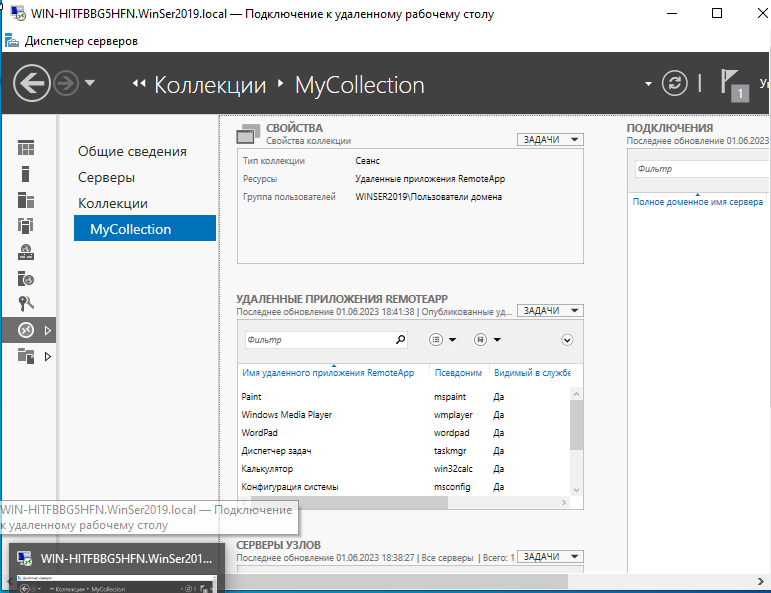 WIN-HITFBBG5HFN.WinSer2019.local — Подключение к удаленному рабочему столу
Диспетчер серверов
Коллекции
MyCollection
1
Общие сведения
Серверы
Коллекции
MyCollection
СВОЙСТВА
Свойства коллекции
ЗАДАЧИ
Тип коллекции Сеанс
Ресурсы Удаленные приложения RemoteApp
Группа пользователей WINSER2019\Пользователи домена
УДАЛЕННЫЕ ПРИЛОЖЕНИЯ REMOTEAPP
Последнее обновление 01.06.2023 18:41:38 | Опубликованные уд...
ЗАДАЧИ
Фильтр
Имя удаленного приложения RemoteApp Псевдоним Видимый в службе
Paint mspaint Да
Windows Media Player wmplayer Да
WordPad wordpad Да
Диспетчер задач taskmgr Да
Калькулятор win32calc Да
Конфигурация системы msconfig Да
СЕРВЕРЫ УЗЛОВ
Последнее обновление 01.06.2023 18:38:27 | Все серверы | Всего: 1
ЗАДАЧИ
ПОДКЛЮЧЕНИЯ
Последнее обновление 01.06.2023
Фильтр
Полное доменное имя сервера
WIN-HITFBBG5HFN.WinSer2019.local — Подключение
к удаленному рабочему столу
WIN-HITFBBG5HFN.WinSer201...
Диспетчер серверов
Коллекции MyCollection